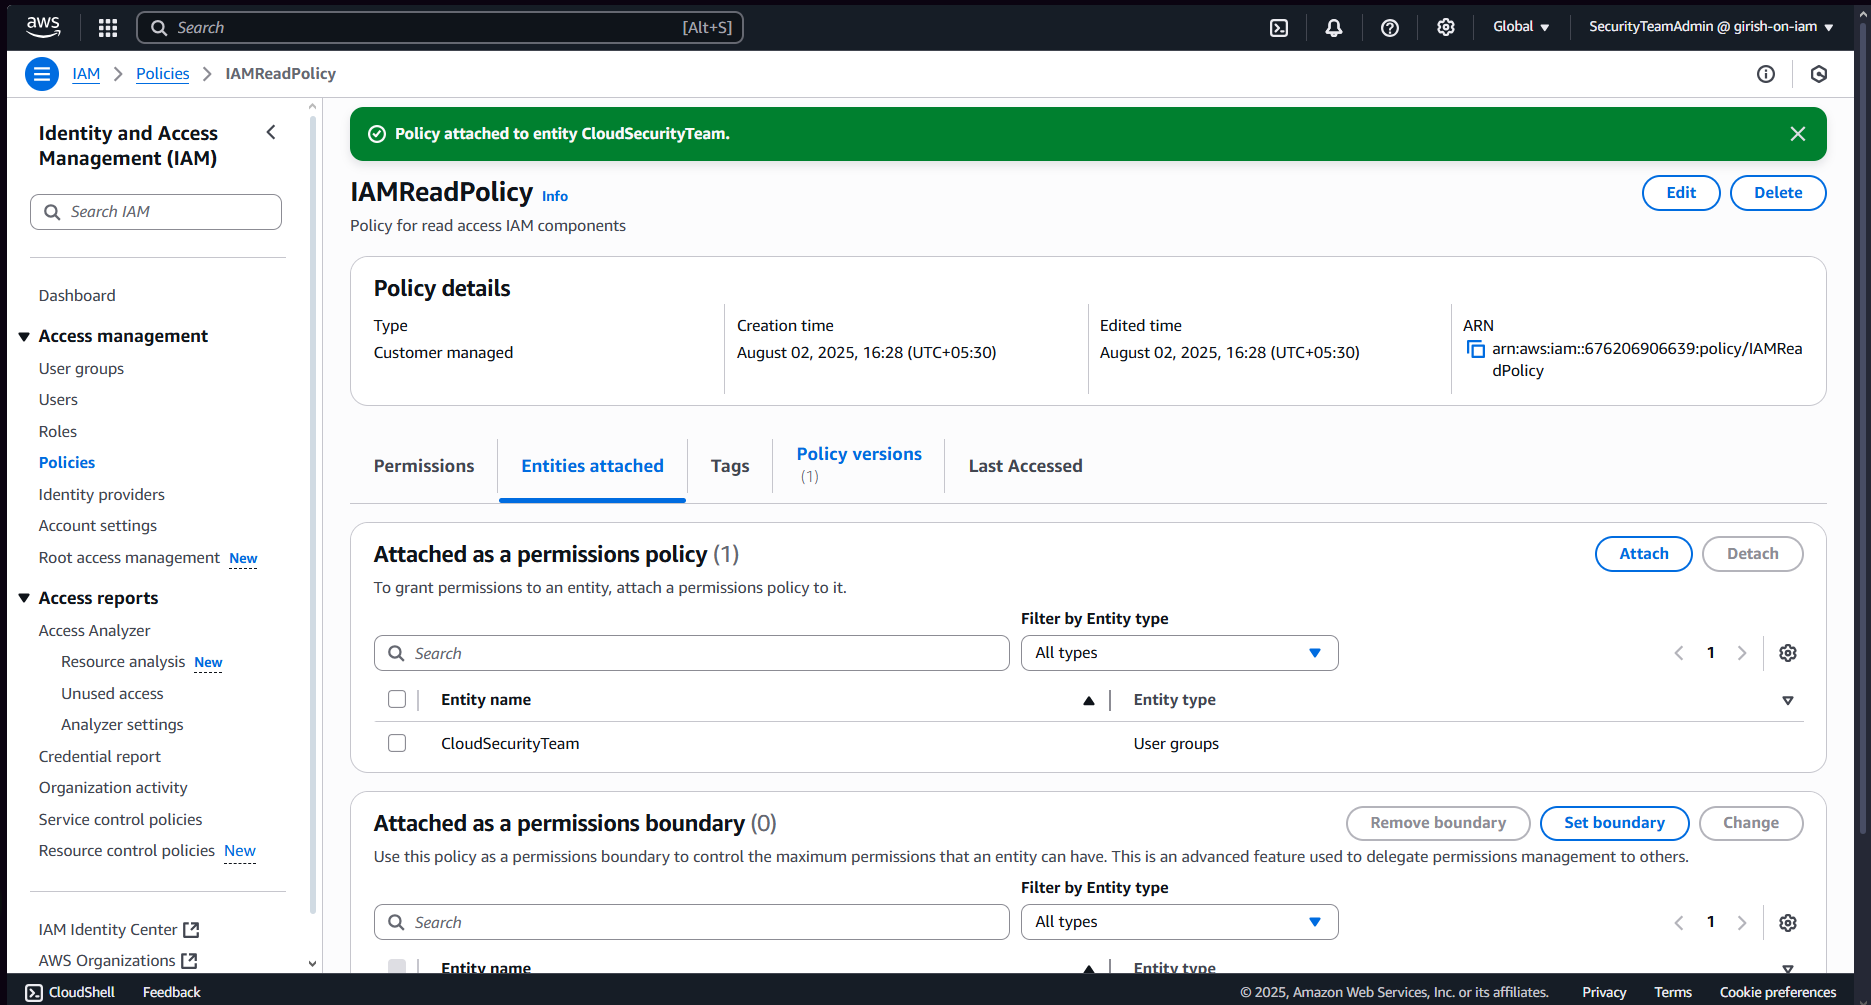 aws
Search
[Alt+S]
Global
SecurityTeamAdmin @ girish-on-iam
IAM
Policies
IAMReadPolicy
Identity and Access
Management (IAM)
Search IAM
Dashboard
Access management
User groups
Users
Roles
Policies
Identity providers
Account settings
Root access management New
Access reports
Access Analyzer
Resource analysis New
Unused access
Analyzer settings
Credential report
Organization activity
Service control policies
Resource control policies New
IAM Identity Center
AWS Organizations
Policy attached to entity CloudSecurityTeam.
IAMReadPolicy Info
Edit
Delete
Policy for read access IAM components
Policy details
Type
Customer managed
Creation time
August 02, 2025, 16:28 (UTC+05:30)
Edited time
August 02, 2025, 16:28 (UTC+05:30)
ARN
arn:aws:iam::676206906639:policy/IAMRea
dPolicy
Permissions
Entities attached
Tags
Policy versions
(1)
Last Accessed
Attached as a permissions policy (1)
Attach
Detach
To grant permissions to an entity, attach a permissions policy to it.
Filter by Entity type
Search
All types
1
Entity name
Entity type
CloudSecurityTeam
User groups
Attached as a permissions boundary (0)
Remove boundary
Set boundary
Change
Use this policy as a permissions boundary to control the maximum permissions that an entity can have. This is an advanced feature used to delegate permissions management to others.
Filter by Entity type
Search
All types
1
Entity name
Entity type
CloudShell
Feedback
© 2025, Amazon Web Services, Inc. or its affiliates.
Privacy
Terms
Cookie preferences